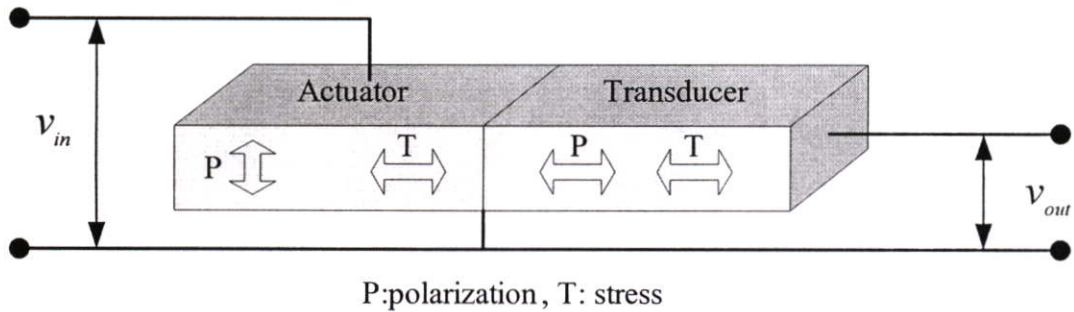 Actuator Transducer
v_in P T P T v_out
P:polarization, T: stress